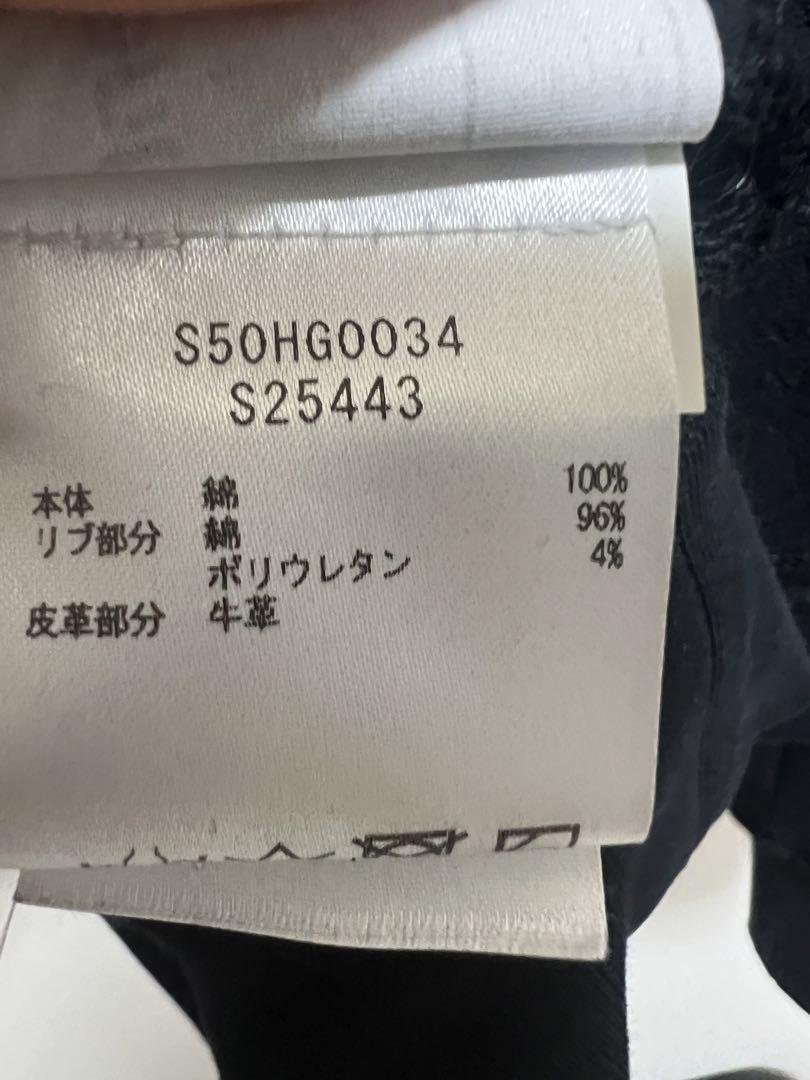 S50HG0034
S25443
本体 綿 100%
リブ部分 綿 96%
ポリウレタン 4%
皮革部分 牛革